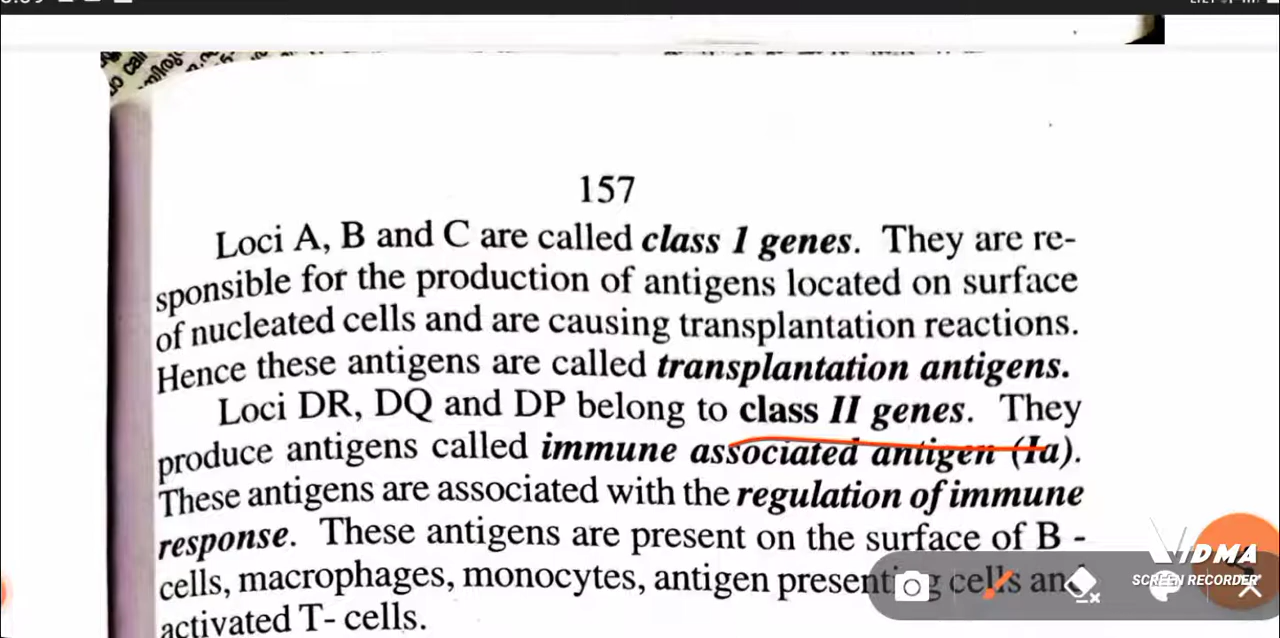 157
Loci A, B and C are called class I genes. They are re-
sponsible for the production of antigens located on surface
of nucleated cells and are causing transplantation reactions.
Hence these antigens are called transplantation antigens.
Loci DR, DQ and DP belong to class II genes. They
produce antigens called immune associated antigen (Ia).
These antigens are associated with the regulation of immune
response. These antigens are present on the surface of B -
cells, macrophages, monocytes, antigen presenting cells and
activated T- cells.
VIDMA
SCREEN RECORDER